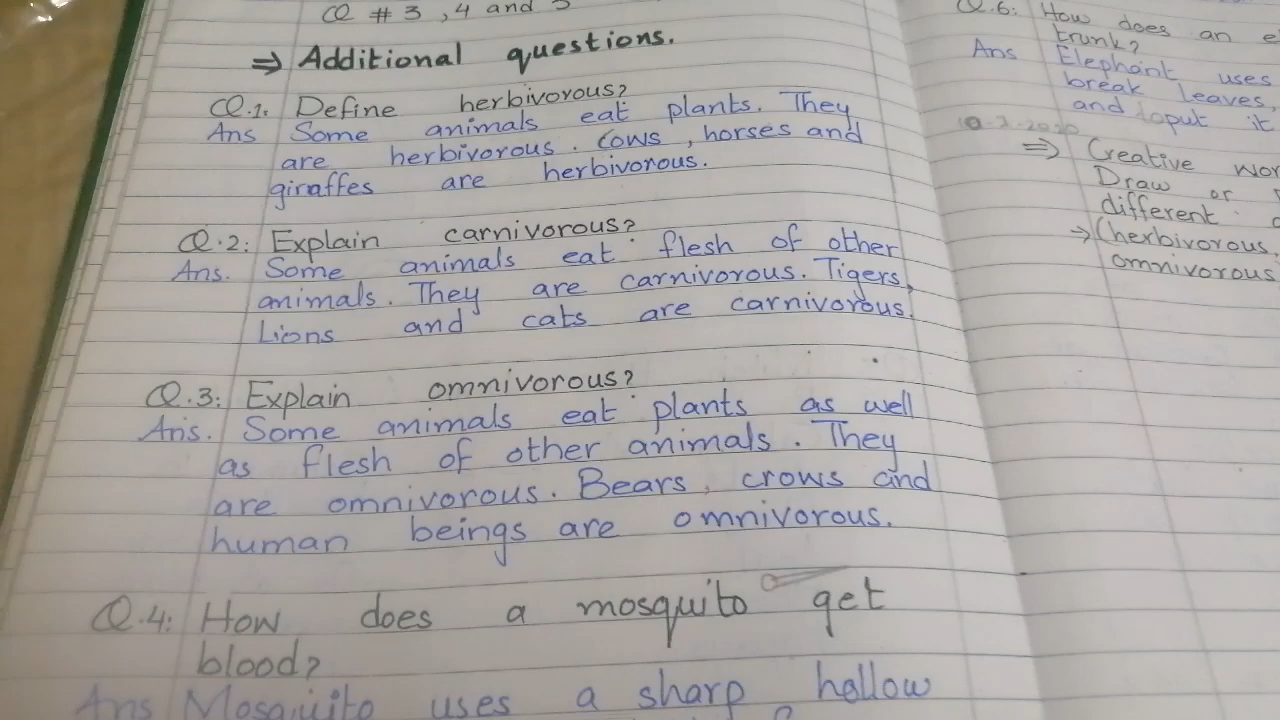 Q # 3 , 4 and 5
⇒ Additional questions.
Q.1: Define herbivorous?
Ans Some animals eat plants. They
are herbivorous. Cows, horses and
giraffes are herbivorous.
Q.2: Explain carnivorous?
Ans. Some animals eat flesh of other
animals. They are carnivorous. Tigers,
Lions and cats are carnivorous.
Q.3: Explain omnivorous?
Ans. Some animals eat plants as well
as flesh of other animals. They
are omnivorous. Bears, crows and
human beings are omnivorous.
Q.4: How does a mosquito get
blood?
Ans Mosquito uses a sharp hollow
Q.6: How does an
trunk?
Ans Elephant uses
break leaves,
and put it
⇒ Creative
Draw or
different
→ (herbivorous,
omnivorous